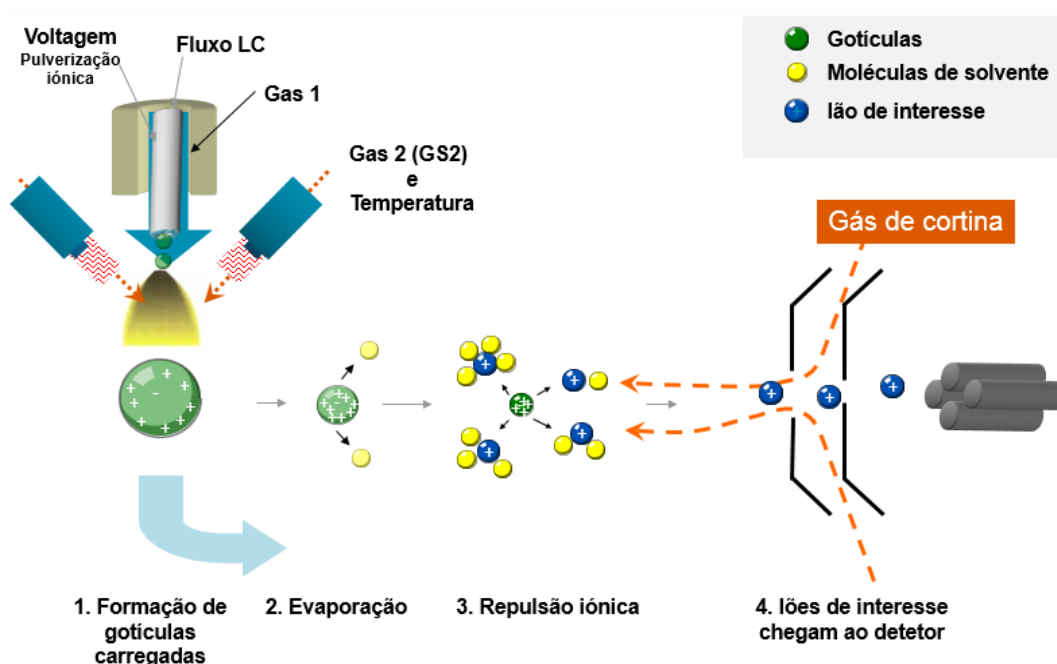 Voltagem
Pulverização
iónica
Fluxo LC
Gas 1
Gas 2 (GS2)
e
Temperatura
Gotículas
Moléculas de solvente
Ião de interesse
Gás de cortina
1. Formação de
gotículas
carregadas
2. Evaporação
3. Repulsão iónica
4. Iões de interesse
chegam ao detetor